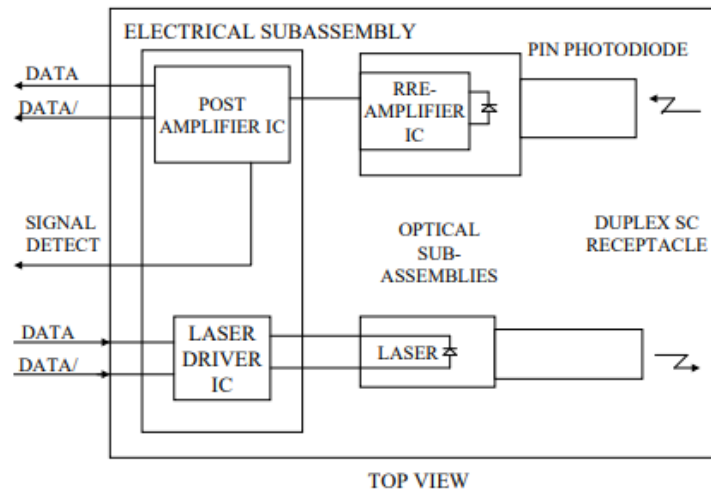 ELECTRICAL SUBASSEMBLY
PIN PHOTODIODE
DATA
DATA/
POST
AMPLIFIER IC
RRE-
AMPLIFIER
IC
SIGNAL
DETECT
OPTICAL
SUB-
ASSEMBLIES
DUPLEX SC
RECEPTACLE
DATA
DATA/
LASER
DRIVER
IC
LASER
TOP VIEW